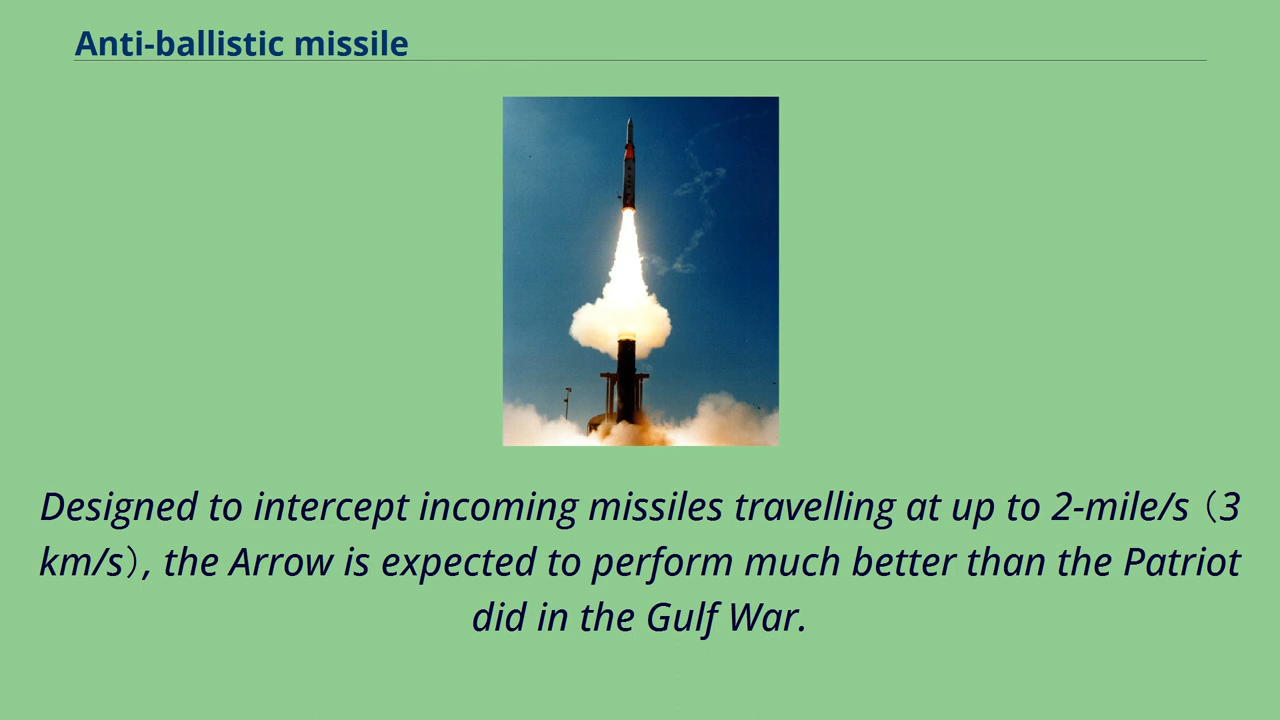 Anti-ballistic missile
Designed to intercept incoming missiles travelling at up to 2-mile/s（3
km/s）, the Arrow is expected to perform much better than the Patriot
did in the Gulf War.